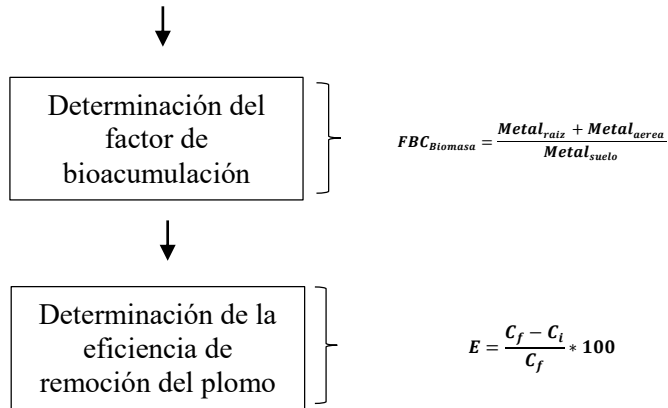 Determinación del
factor de
bioacumulación
FBC_Biomasa = (Metal_raiz + Metal_aerea) / Metal_suelo
Determinación de la
eficiencia de
remoción del plomo
E = (C_f − C_i) / C_f * 100